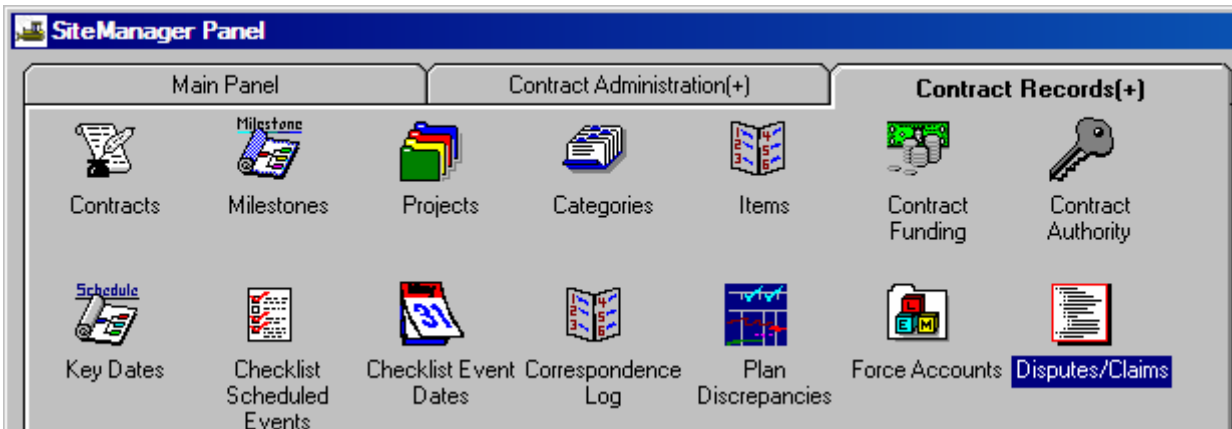 SiteManager Panel
Main Panel
Contract Administration(+)
Contract Records(+)
Milestone
Contracts
Milestones
Projects
Categories
Items
Contract
Funding
Contract
Authority
Schedule
31
L
E M
Key Dates
Checklist
Scheduled
Events
Checklist Event
Dates
Correspondence
Log
Plan
Discrepancies
Force Accounts
Disputes/Claims